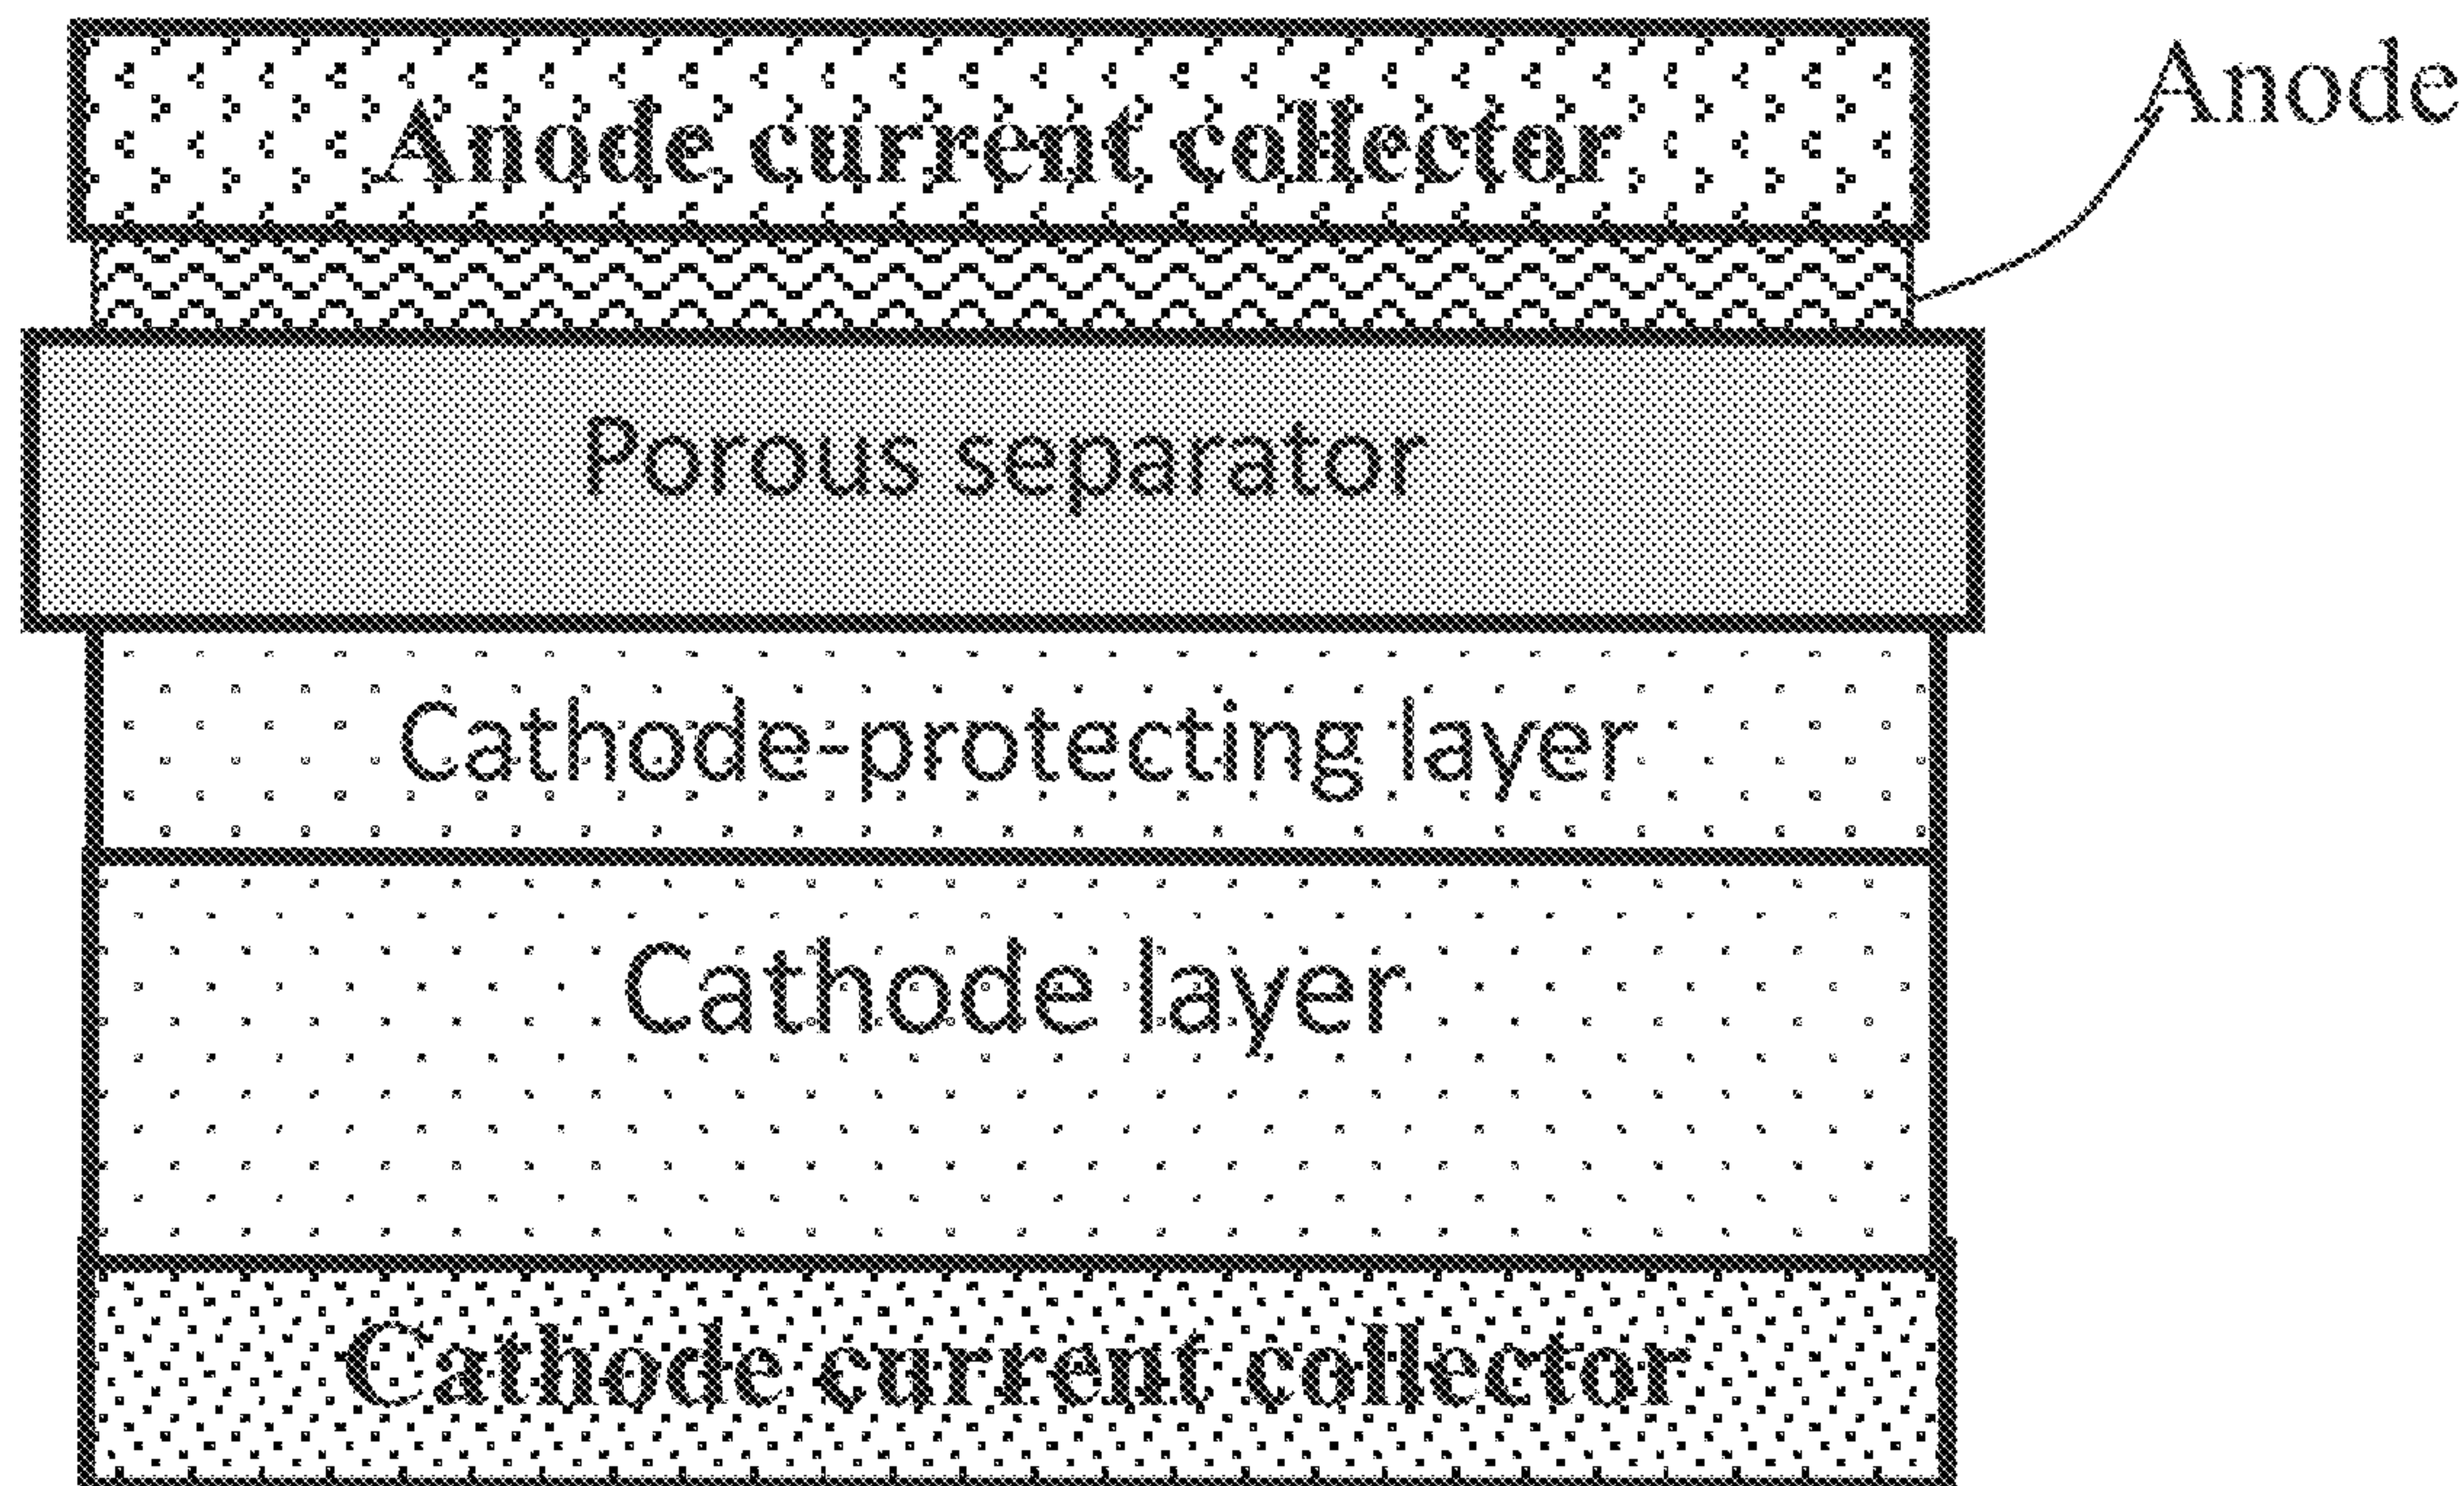 Anode
Anode current collector
Porous separator
Cathode-protecting layer
Cathode layer
Cathode current collector